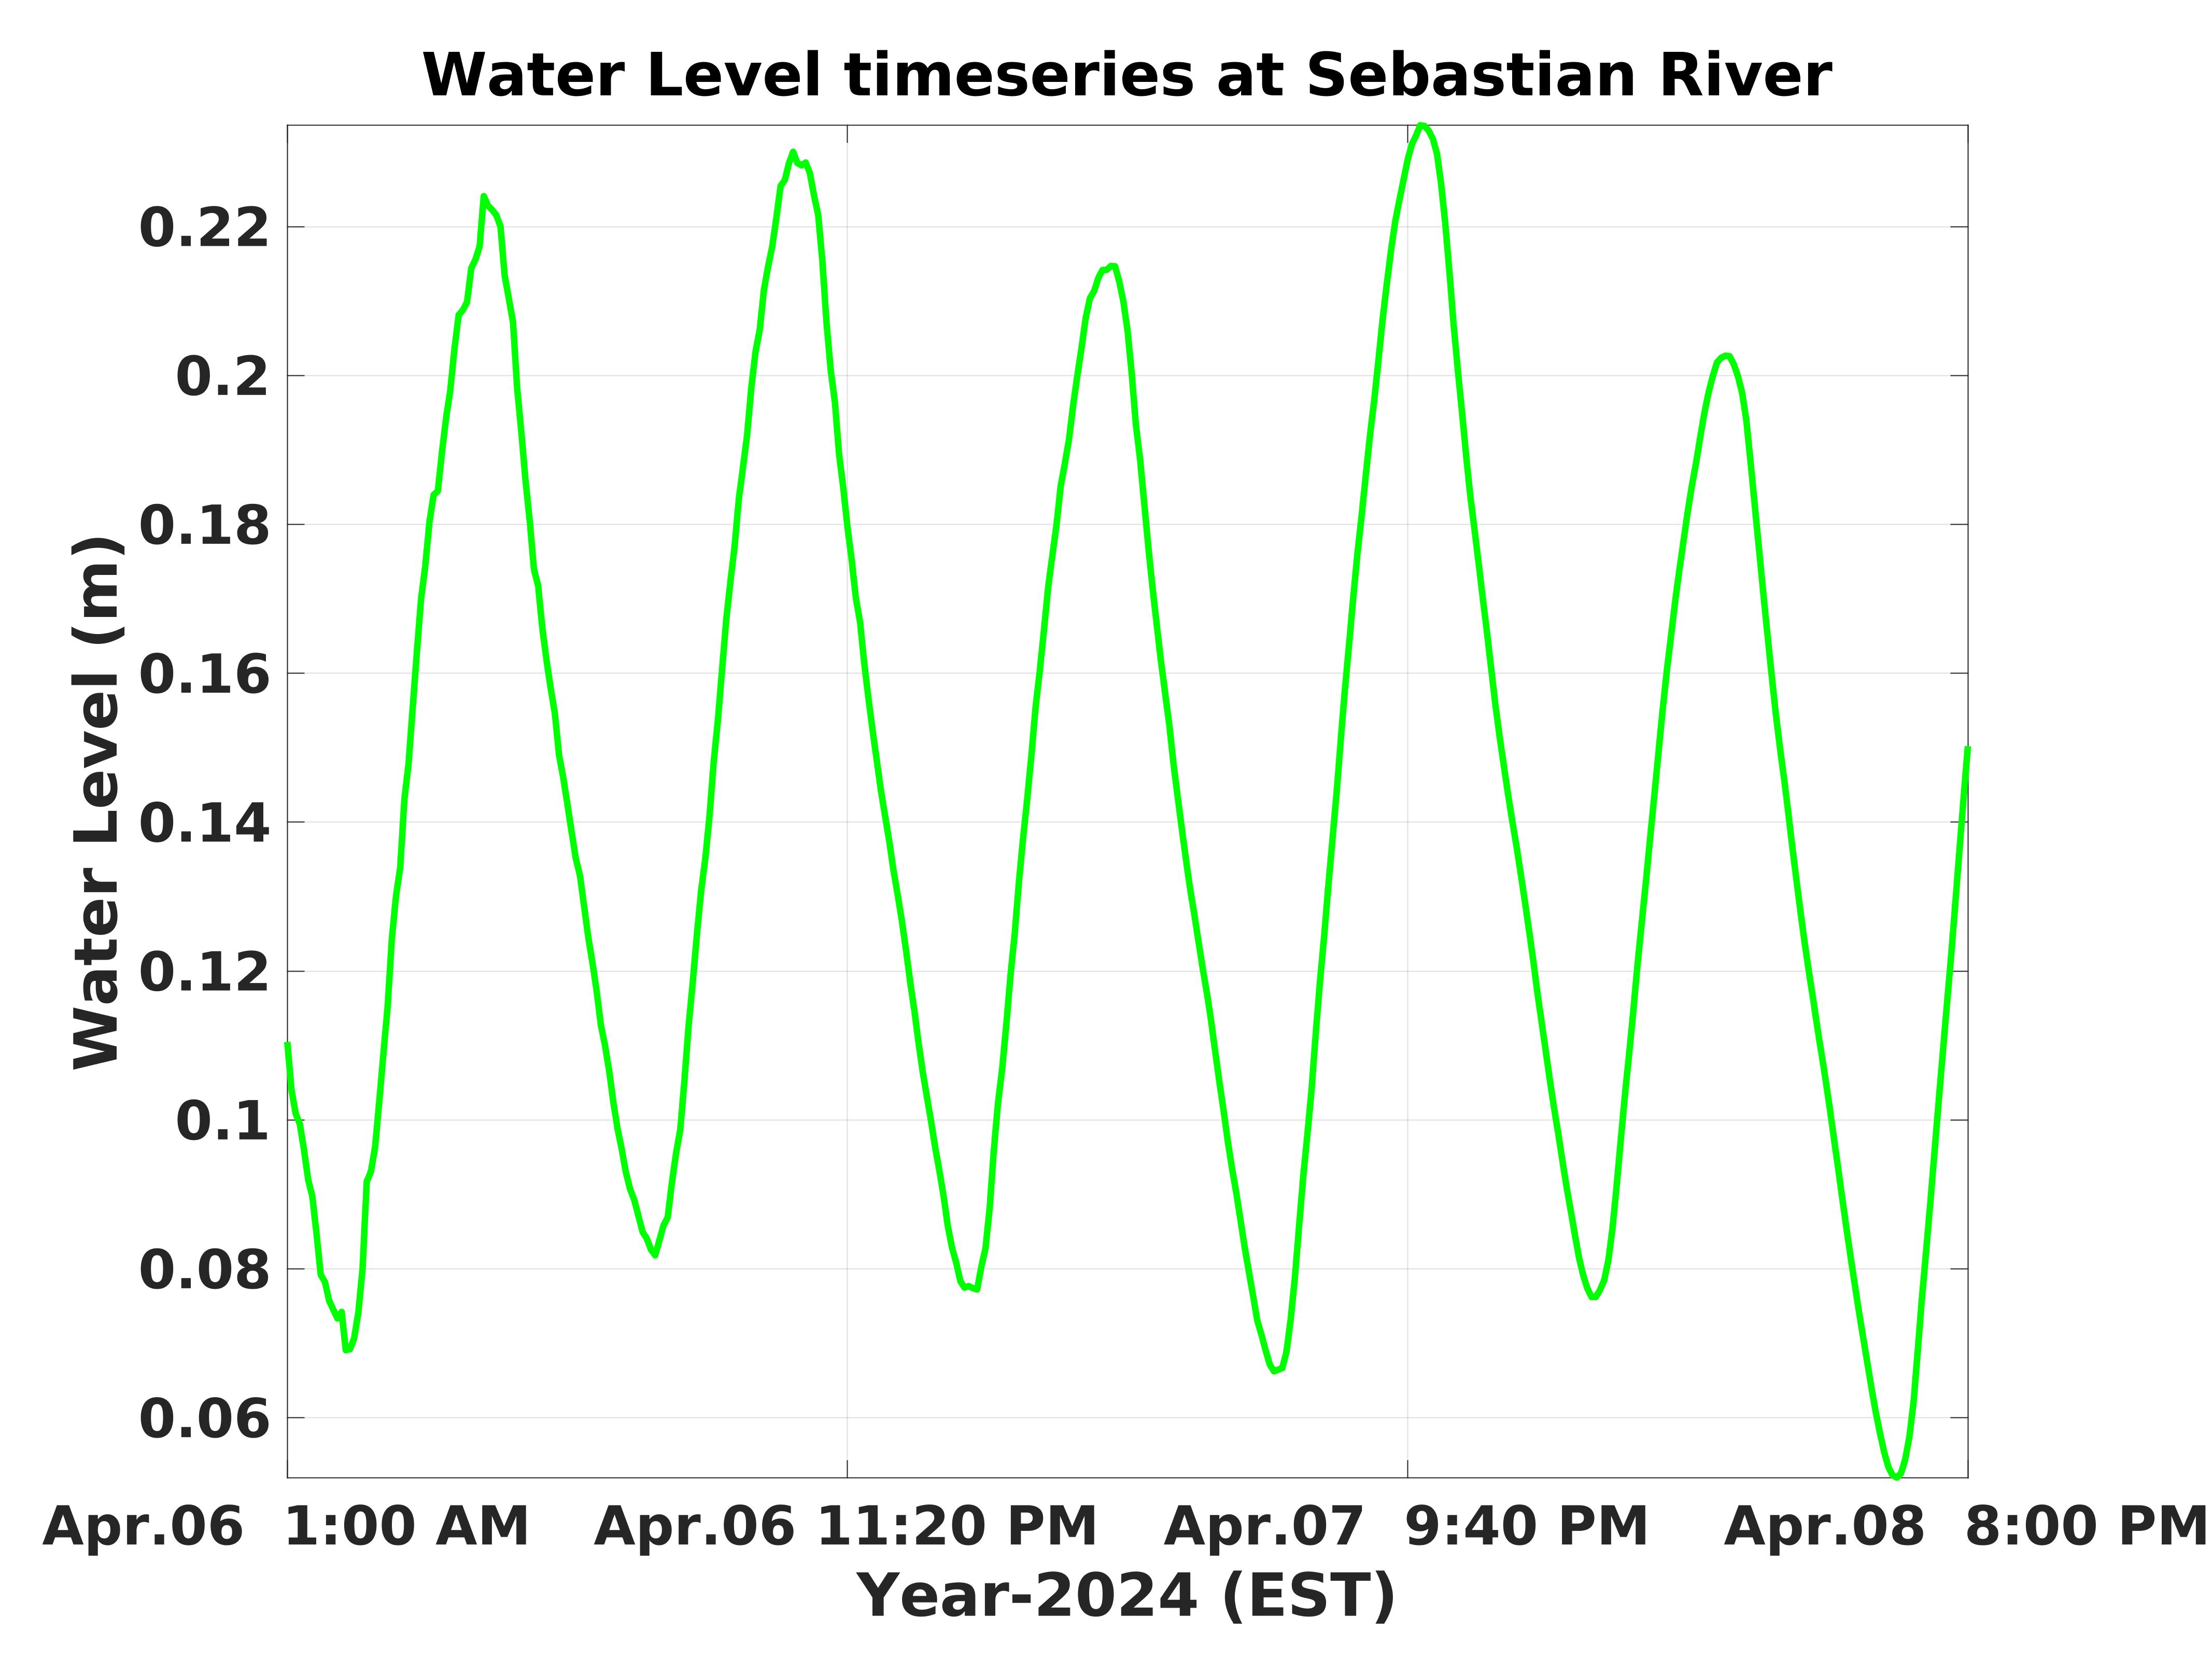 Water Level timeseries at Sebastian River
Water Level (m)
0.22
0.2
0.18
0.16
0.14
0.12
0.1
0.08
0.06
Apr.06 1:00 AM Apr.06 11:20 PM Apr.07 9:40 PM Apr.08 8:00 PM
Year-2024 (EST)